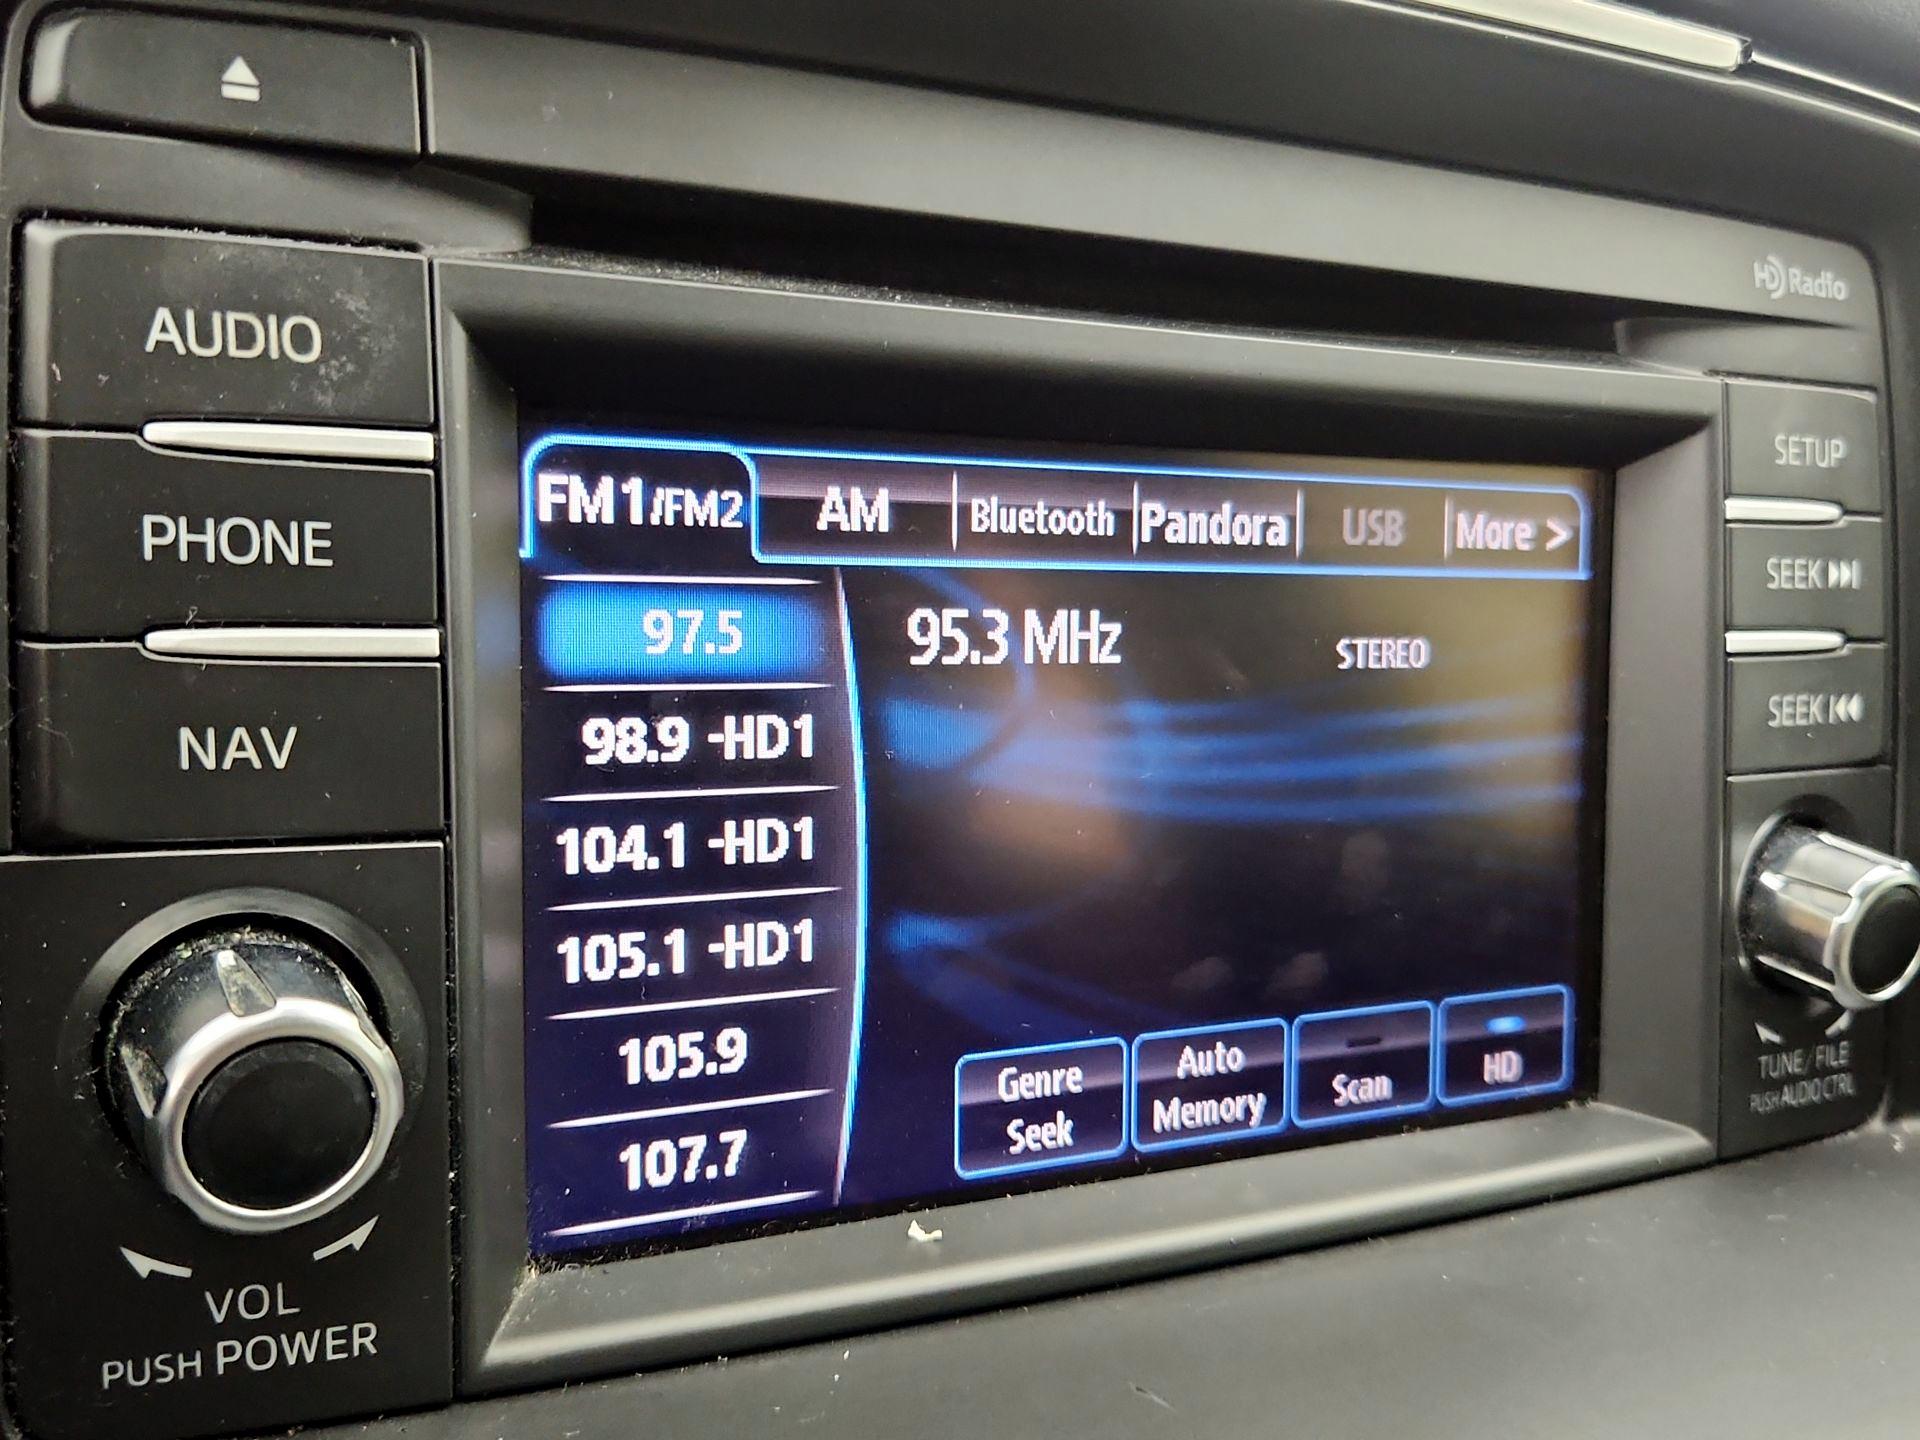 HD Radio
AUDIO
PHONE
NAV
VOL
PUSH POWER
FM1/FM2 AM Bluetooth Pandora USB More >
97.5
98.9 -HD1
104.1 -HD1
105.1 -HD1
105.9
107.7
95.3 MHz STEREO
Genre
Seek
Auto
Memory
Scan
HD
SETUP
SEEK
SEEK
TUNE/FILE
PUSH AUDIO CTRL